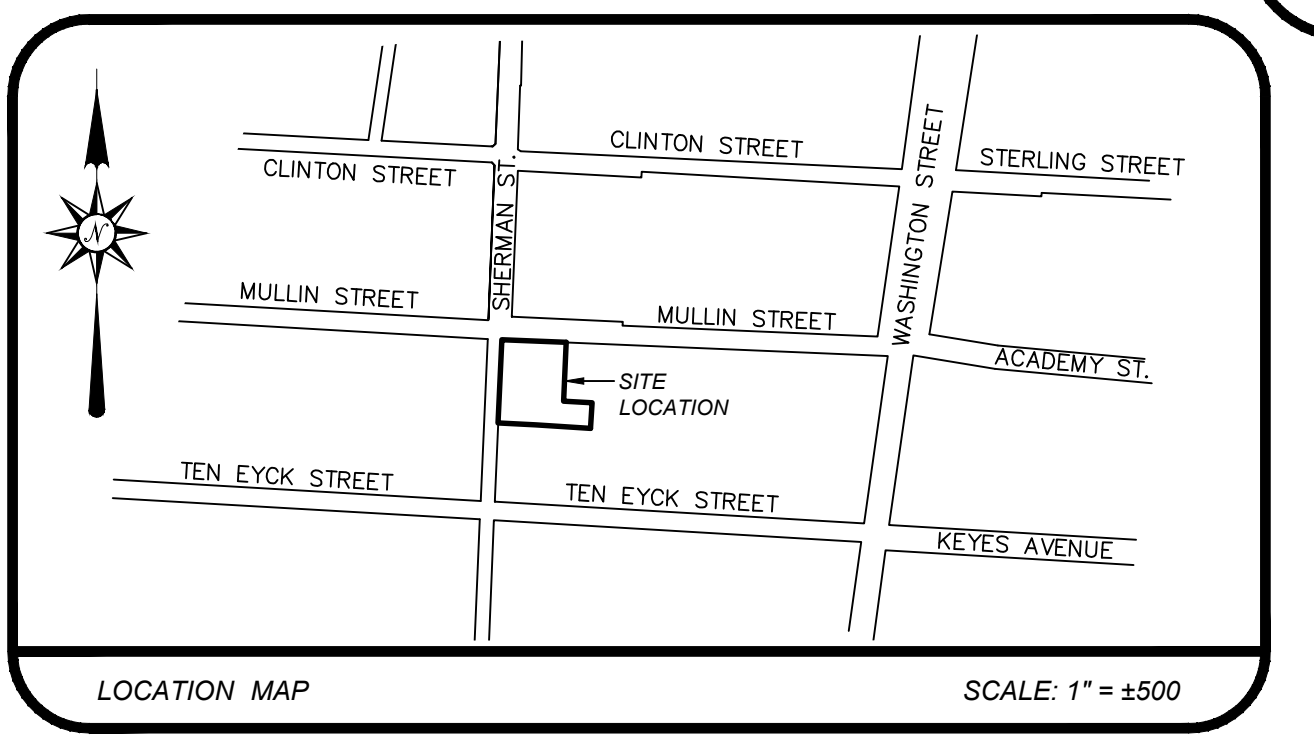 CLINTON STREET
STERLING STREET
CLINTON STREET
SHERMAN ST.
WASHINGTON STREET
MULLIN STREET
MULLIN STREET
ACADEMY ST.
N
SITE
LOCATION
TEN EYCK STREET
TEN EYCK STREET
KEYES AVENUE
LOCATION MAP
SCALE: 1" = ±500